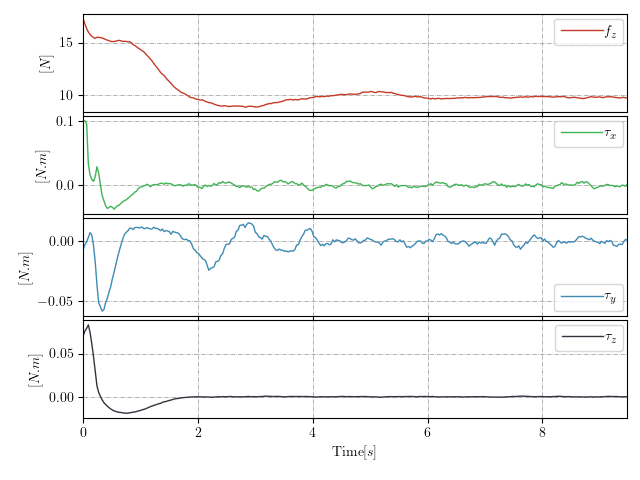 15
10
[N]
f_z
0.1
0.0
[N.m]
τ_x
0.00
−0.05
[N.m]
τ_y
0.05
0.00
[N.m]
τ_z
0 2 4 6 8
Time[s]